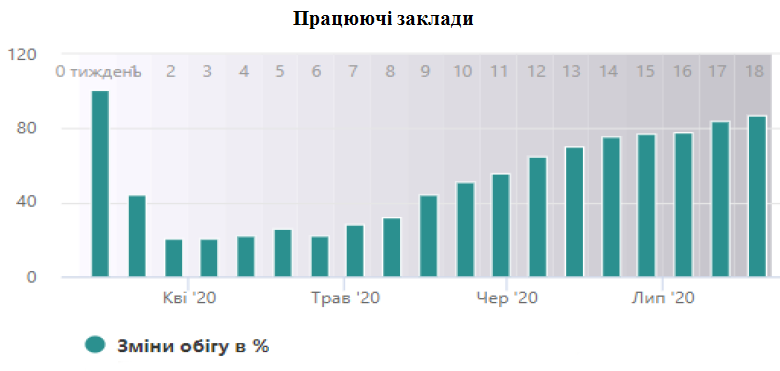 Працюючі заклади
120
0 тиждень 1 2 3 4 5 6 7 8 9 10 11 12 13 14 15 16 17 18
80
40
0
Кві '20 Трав '20 Чер '20 Лип '20
Зміни обігу в %